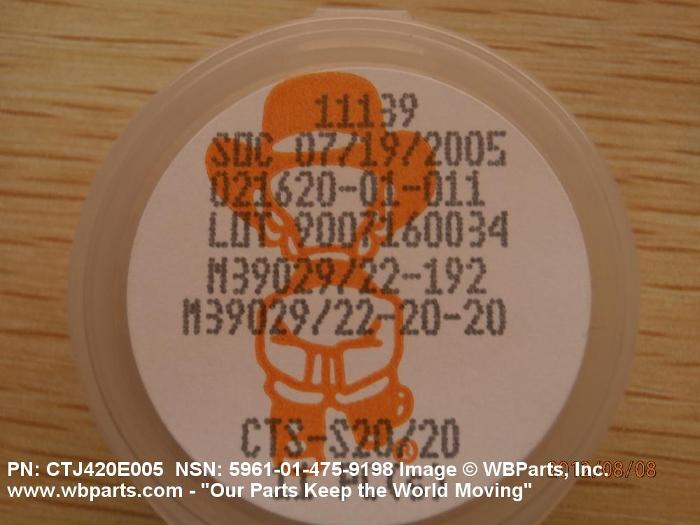 11139
SDC 07/19/2005
021620-01-011
LOT 9007160034
M39029/22-192
M39029/22-20-20
CTS-S20/20
PN: CTJ420E005 NSN: 5961-01-475-9198 Image © WBParts, Inc.
www.wbparts.com - "Our Parts Keep the World Moving"